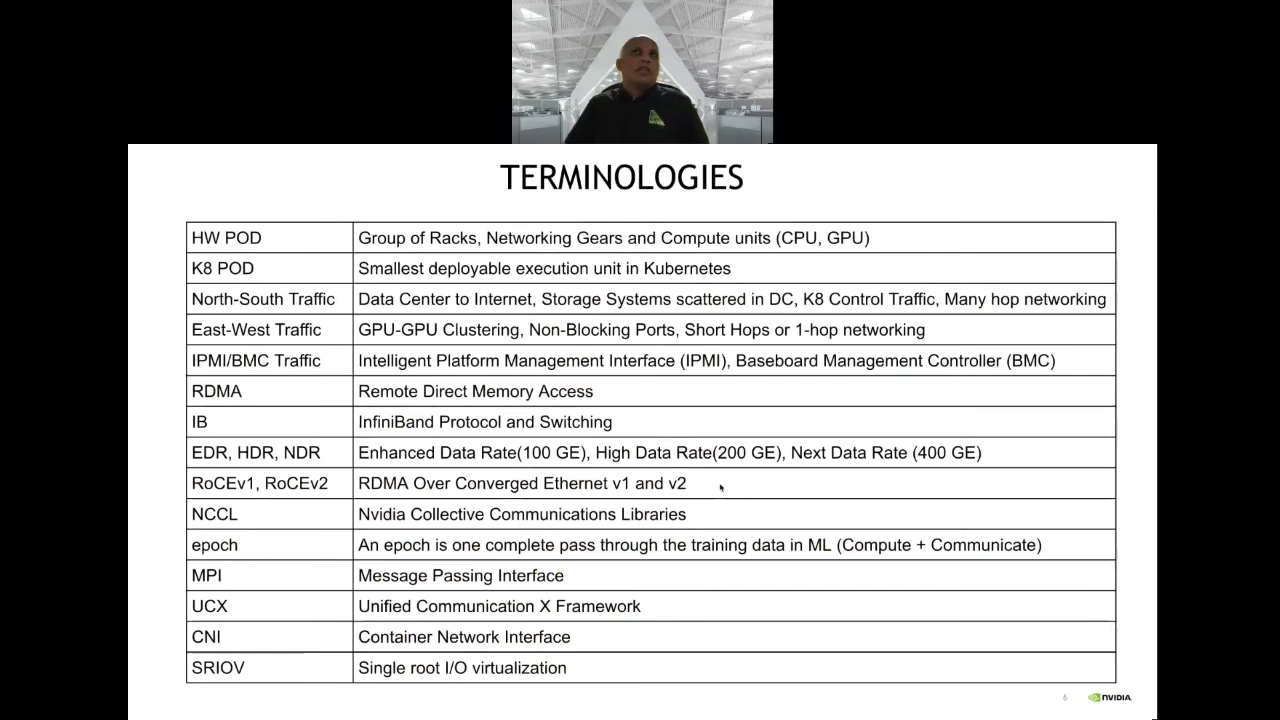 TERMINOLOGIES
HW POD Group of Racks, Networking Gears and Compute units (CPU, GPU)
K8 POD Smallest deployable execution unit in Kubernetes
North-South Traffic Data Center to Internet, Storage Systems scattered in DC, K8 Control Traffic, Many hop networking
East-West Traffic GPU-GPU Clustering, Non-Blocking Ports, Short Hops or 1-hop networking
IPMI/BMC Traffic Intelligent Platform Management Interface (IPMI), Baseboard Management Controller (BMC)
RDMA Remote Direct Memory Access
IB InfiniBand Protocol and Switching
EDR, HDR, NDR Enhanced Data Rate(100 GE), High Data Rate(200 GE), Next Data Rate (400 GE)
RoCEv1, RoCEv2 RDMA Over Converged Ethernet v1 and v2
NCCL Nvidia Collective Communications Libraries
epoch An epoch is one complete pass through the training data in ML (Compute + Communicate)
MPI Message Passing Interface
UCX Unified Communication X Framework
CNI Container Network Interface
SRIOV Single root I/O virtualization
6 NVIDIA.